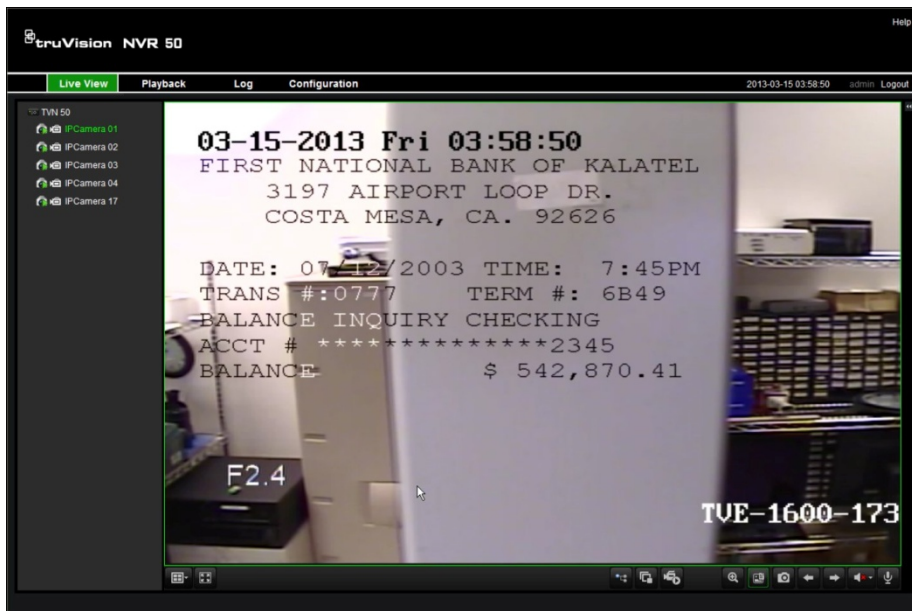 Help
truVision NVR 50
Live View Playback Log Configuration 2013-03-15 03:58:50 admin Logout
TVN 50
IPCamera 01
IPCamera 02
IPCamera 03
IPCamera 04
IPCamera 17
03-15-2013 Fri 03:58:50
FIRST NATIONAL BANK OF KALATEL
3197 AIRPORT LOOP DR.
COSTA MESA, CA. 92626
DATE: 07/12/2003 TIME: 7:45PM
TRANS #:0777 TERM #: 6B49
BALANCE INQUIRY CHECKING
ACCT # **************2345
BALANCE $ 542,870.41
F2.4
TVE-1600-173